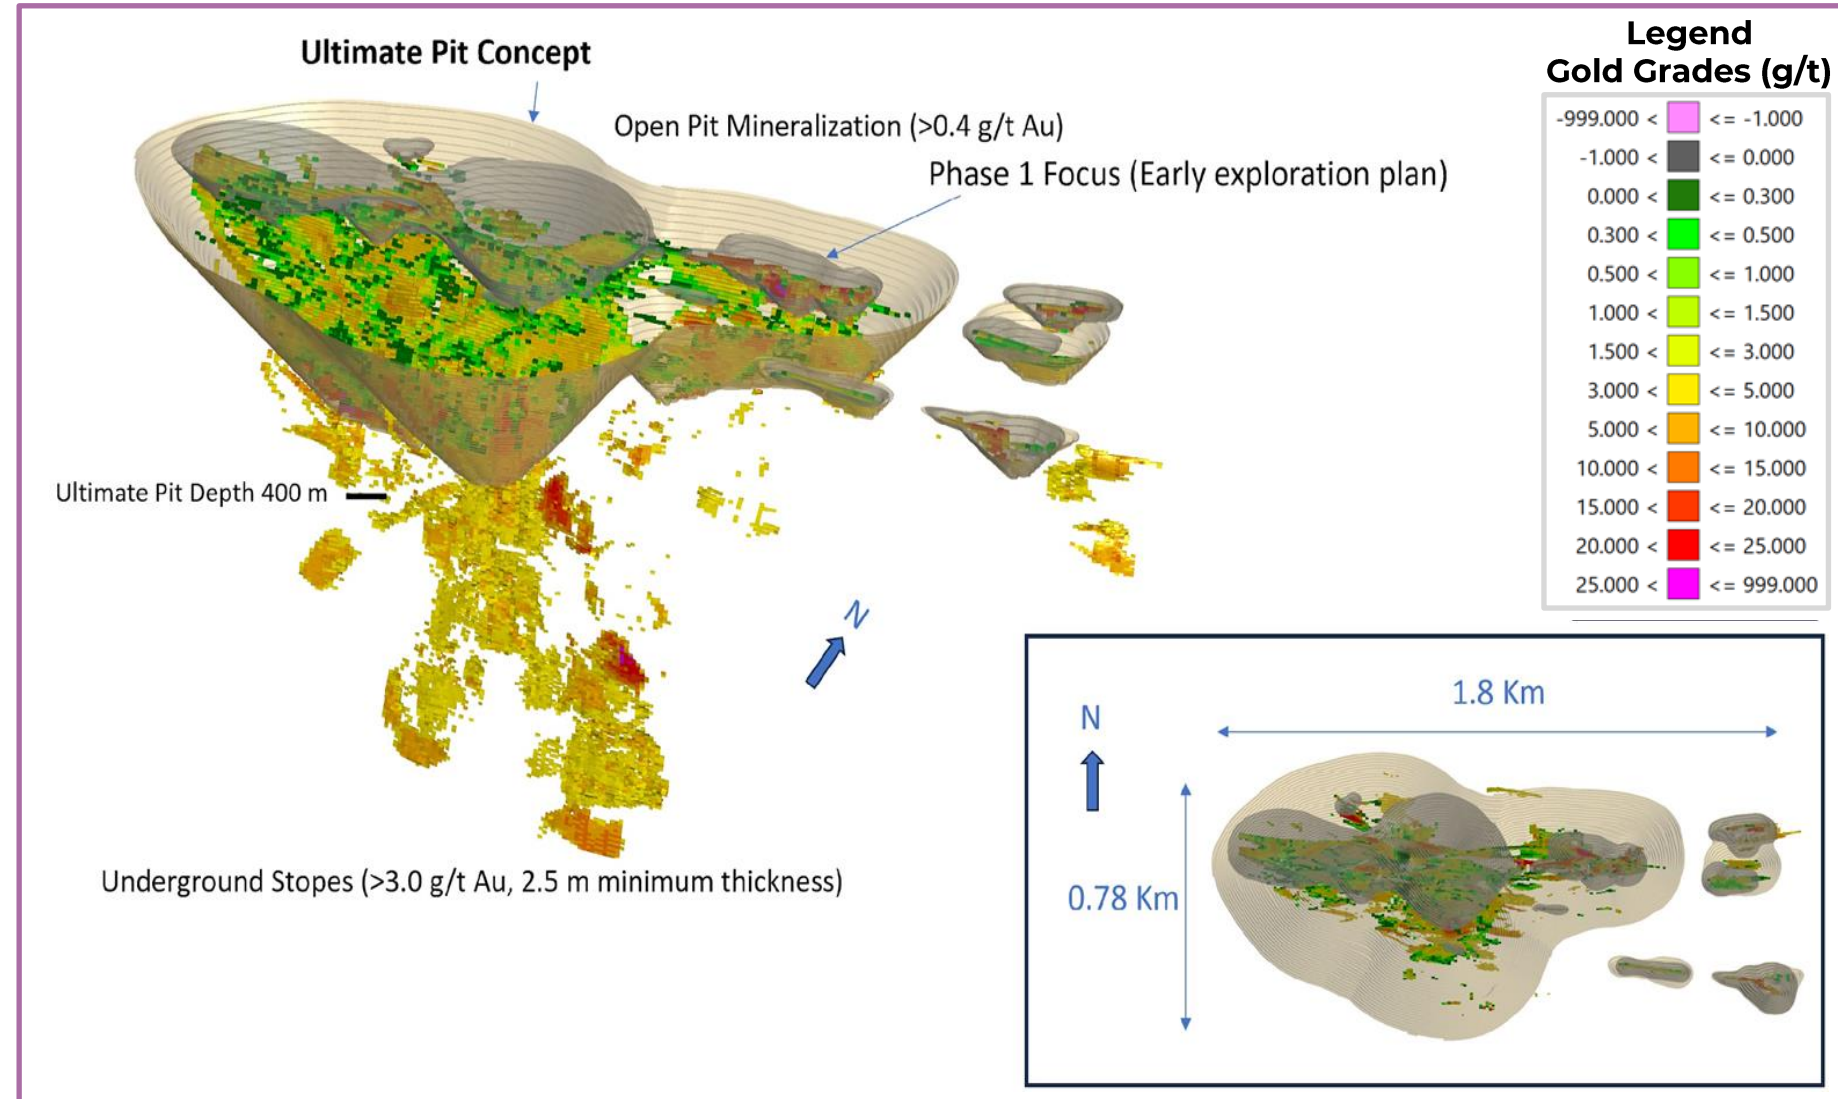 Ultimate Pit Concept
Open Pit Mineralization (>0.4 g/t Au)
Phase 1 Focus (Early exploration plan)
Ultimate Pit Depth 400 m
N
Underground Stopes (>3.0 g/t Au, 2.5 m minimum thickness)
Legend
Gold Grades (g/t)
-999.000 < <= -1.000
-1.000 < <= 0.000
0.000 < <= 0.300
0.300 < <= 0.500
0.500 < <= 1.000
1.000 < <= 1.500
1.500 < <= 3.000
3.000 < <= 5.000
5.000 < <= 10.000
10.000 < <= 15.000
15.000 < <= 20.000
20.000 < <= 25.000
25.000 < <= 999.000
1.8 Km
N
0.78 Km